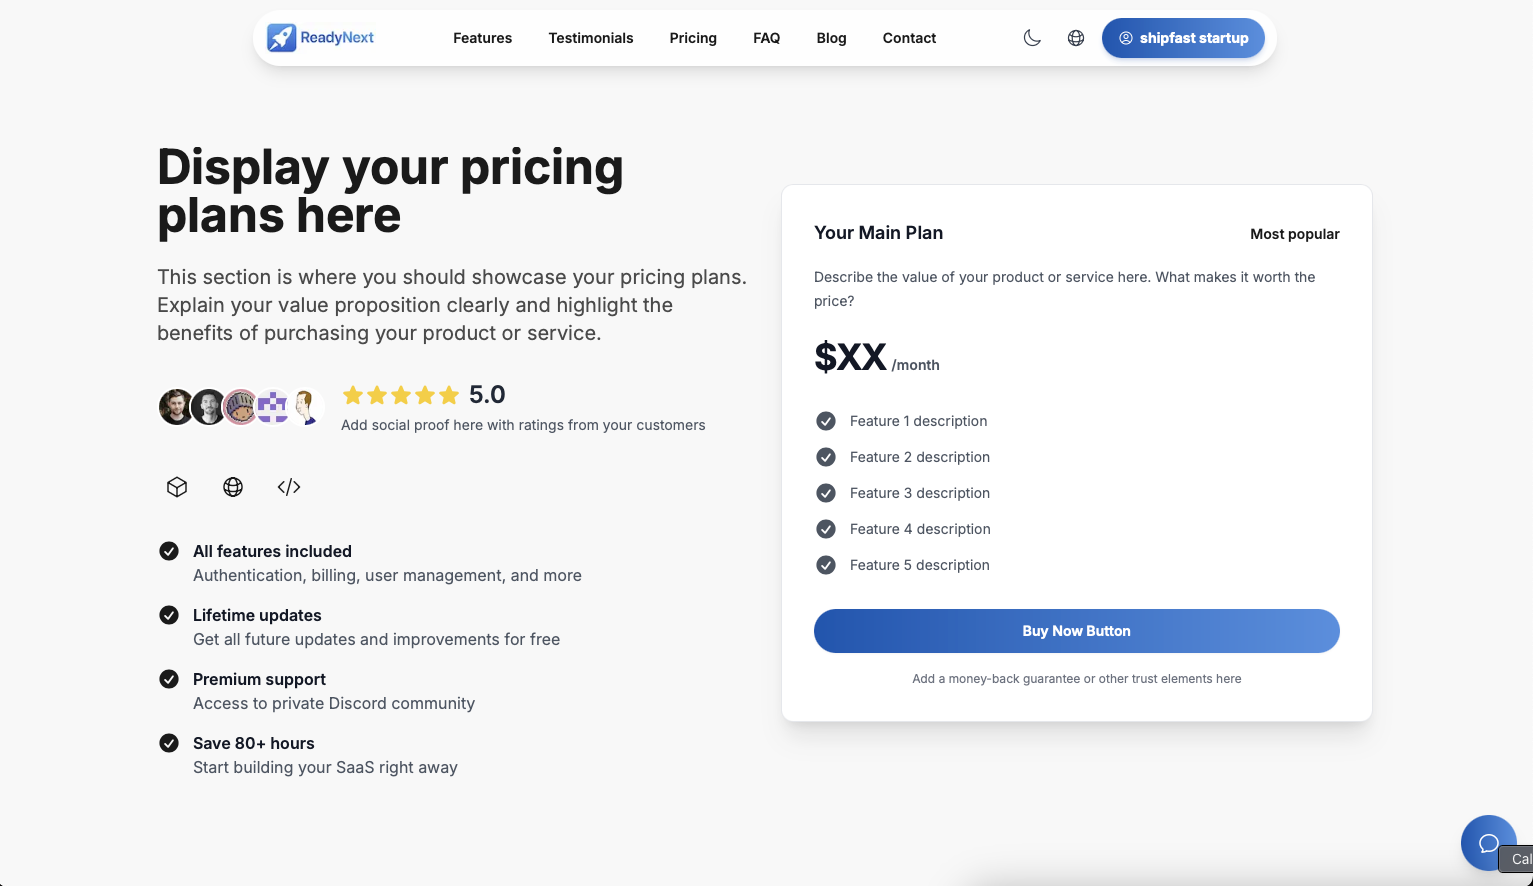 ReadyNext
Features
Testimonials
Pricing
FAQ
Blog
Contact
shipfast startup
Display your pricing
plans here
This section is where you should showcase your pricing plans.
Explain your value proposition clearly and highlight the
benefits of purchasing your product or service.
5.0
Add social proof here with ratings from your customers
All features included
Authentication, billing, user management, and more
Lifetime updates
Get all future updates and improvements for free
Premium support
Access to private Discord community
Save 80+ hours
Start building your SaaS right away
Your Main Plan
Most popular
Describe the value of your product or service here. What makes it worth the
price?
$XX /month
Feature 1 description
Feature 2 description
Feature 3 description
Feature 4 description
Feature 5 description
Buy Now Button
Add a money-back guarantee or other trust elements here